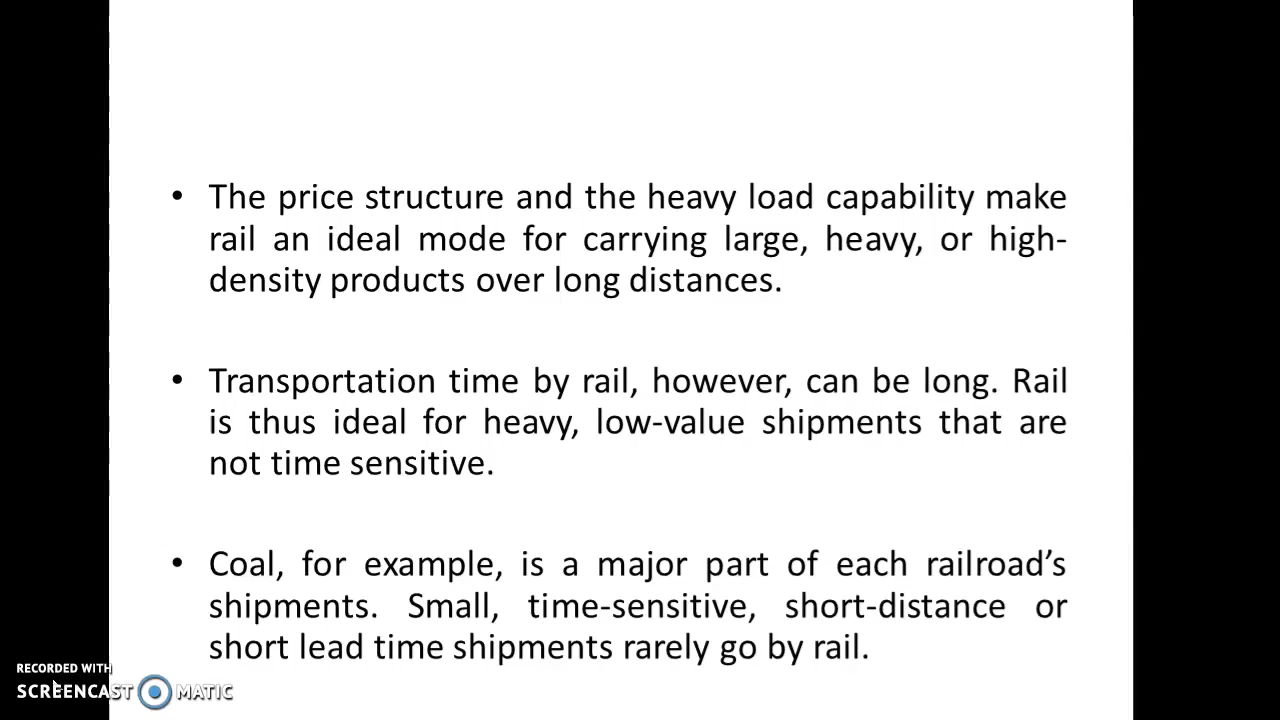 • The price structure and the heavy load capability make
rail an ideal mode for carrying large, heavy, or high-
density products over long distances.
• Transportation time by rail, however, can be long. Rail
is thus ideal for heavy, low-value shipments that are
not time sensitive.
• Coal, for example, is a major part of each railroad’s
shipments. Small, time-sensitive, short-distance or
short lead time shipments rarely go by rail.
RECORDED WITH
SCREENCAST MATIC